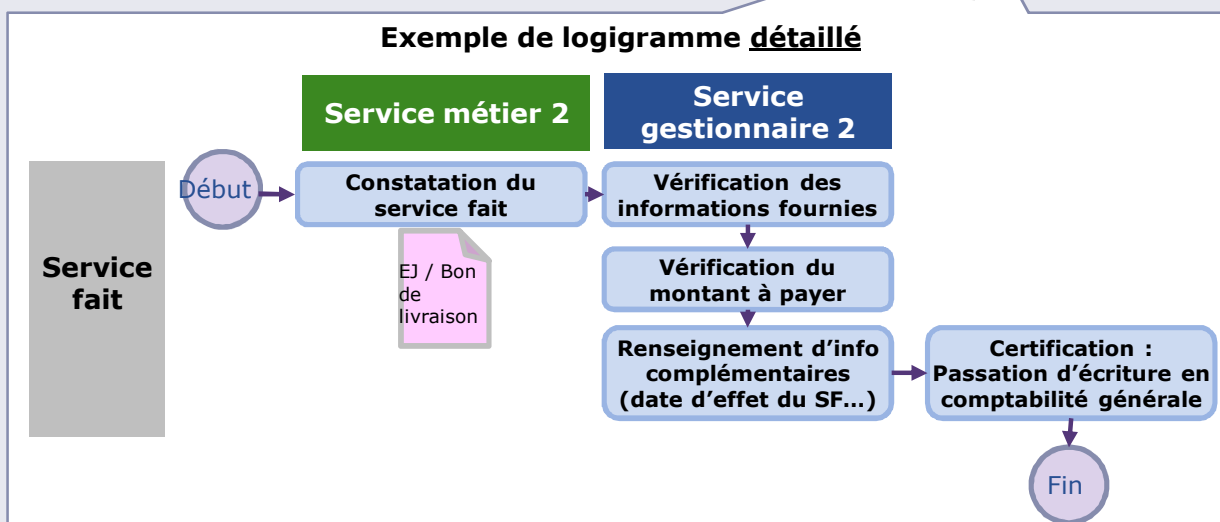 Exemple de logigramme détaillé
Service métier 2
Service
gestionnaire 2
Service
fait
Début
Constatation du
service fait
Vérification des
informations fournies
EJ / Bon
de
livraison
Vérification du
montant à payer
Renseignement d’info
complémentaires
(date d’effet du SF…)
Certification :
Passation d’écriture en
comptabilité générale
Fin